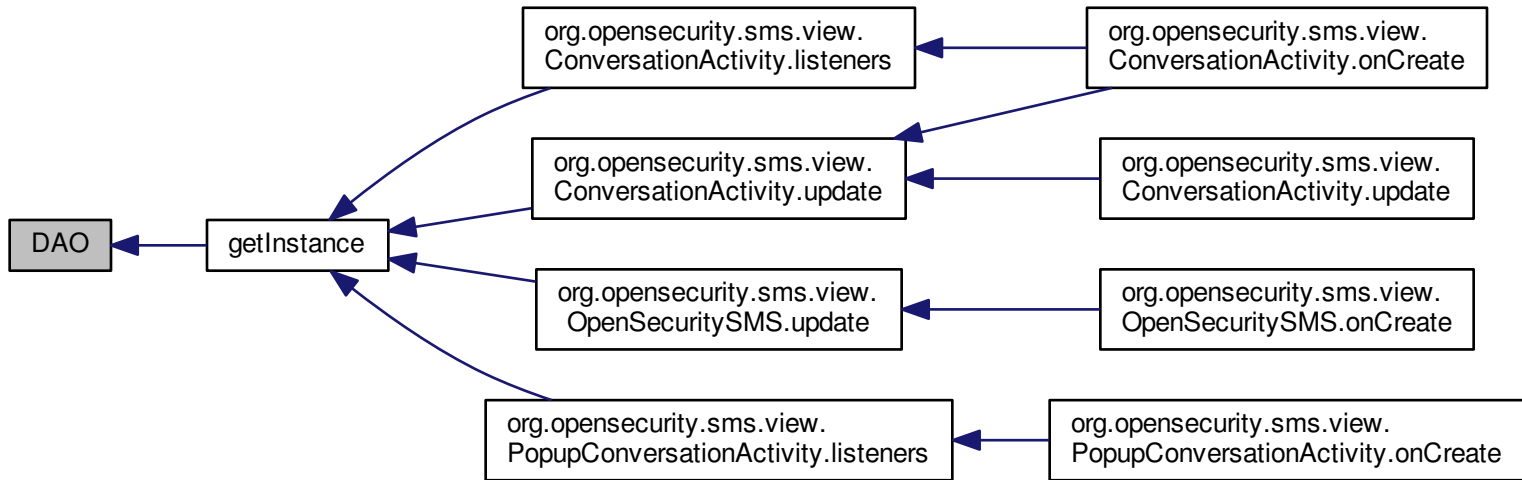 DAO
getInstance
org.opensecurity.sms.view.
ConversationActivity.listeners
org.opensecurity.sms.view.
ConversationActivity.onCreate
org.opensecurity.sms.view.
ConversationActivity.update
org.opensecurity.sms.view.
ConversationActivity.update
org.opensecurity.sms.view.
OpenSecuritySMS.update
org.opensecurity.sms.view.
OpenSecuritySMS.onCreate
org.opensecurity.sms.view.
PopupConversationActivity.listeners
org.opensecurity.sms.view.
PopupConversationActivity.onCreate